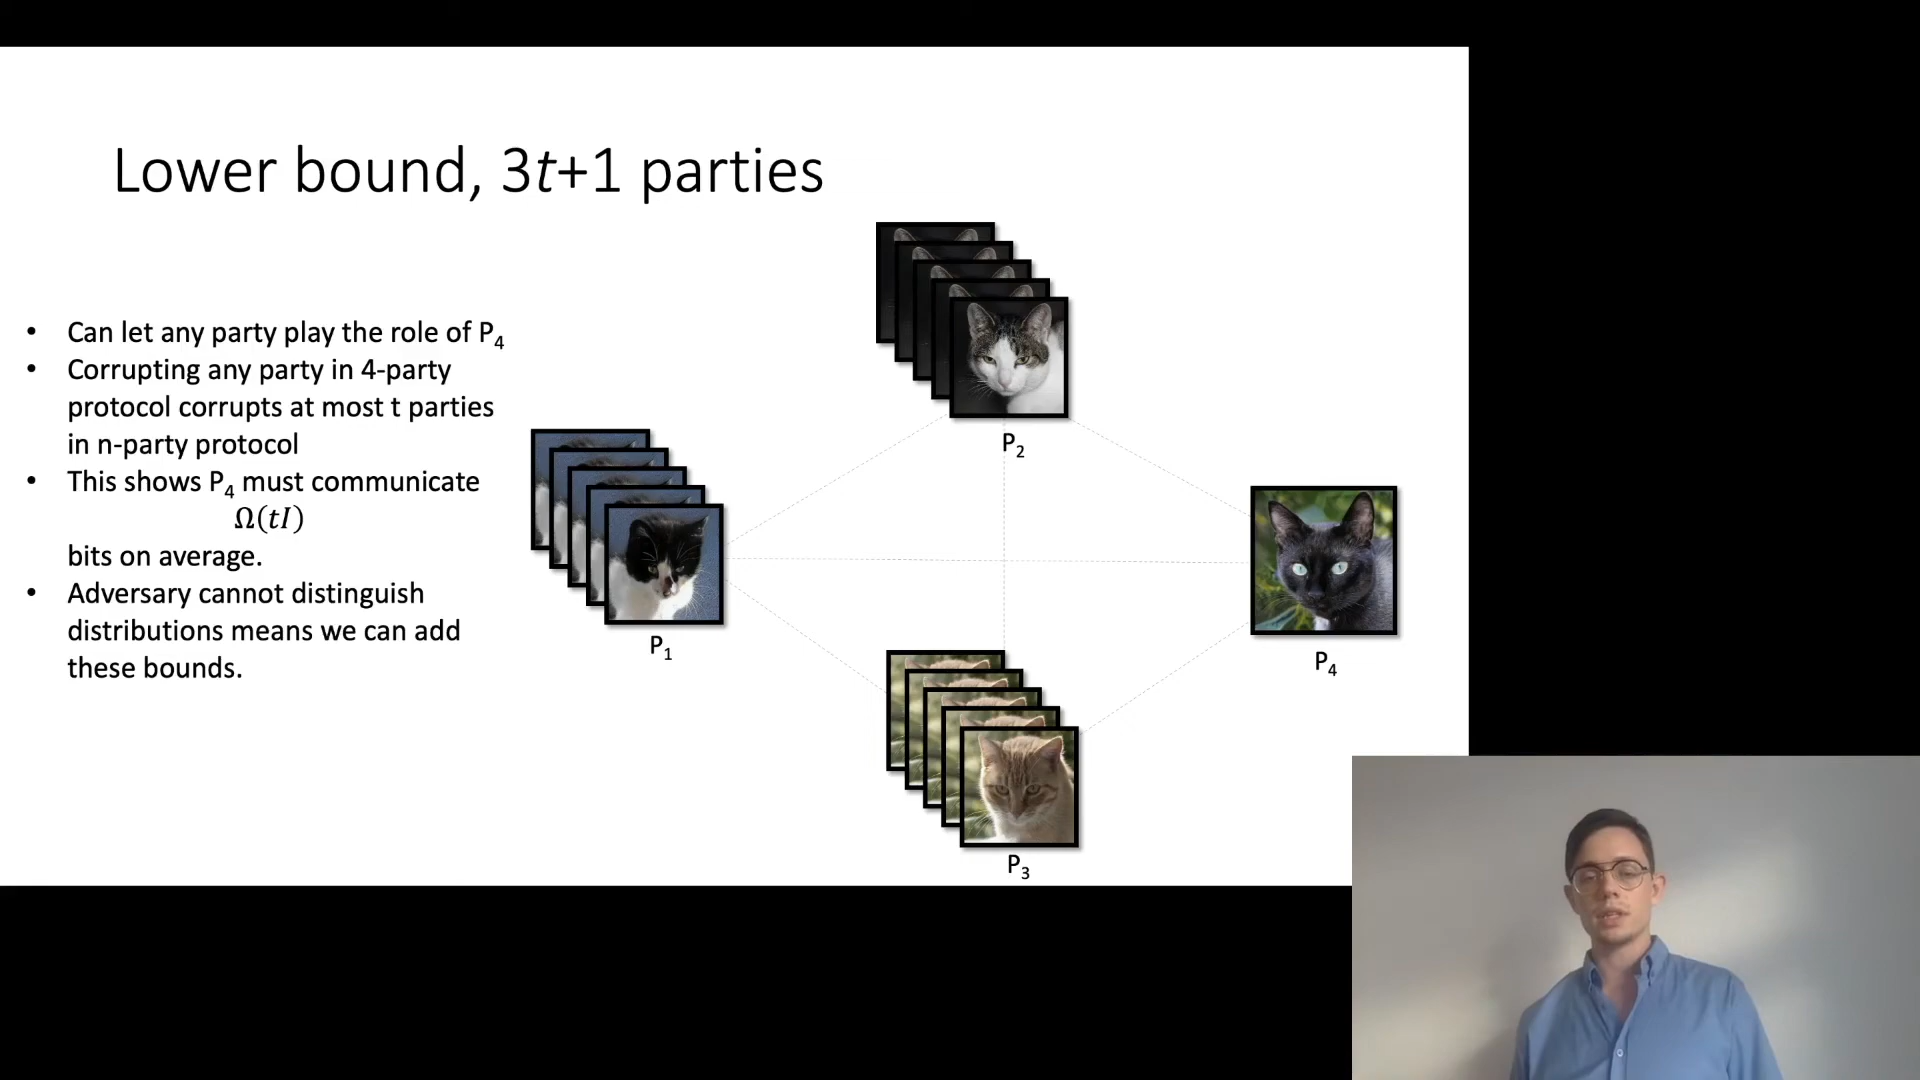 Lower bound, 3t+1 parties
• Can let any party play the role of P₄
• Corrupting any party in 4-party
protocol corrupts at most t parties
in n-party protocol
• This shows P₄ must communicate
Ω(tI)
bits on average.
• Adversary cannot distinguish
distributions means we can add
these bounds.
P₂
P₁
P₄
P₃